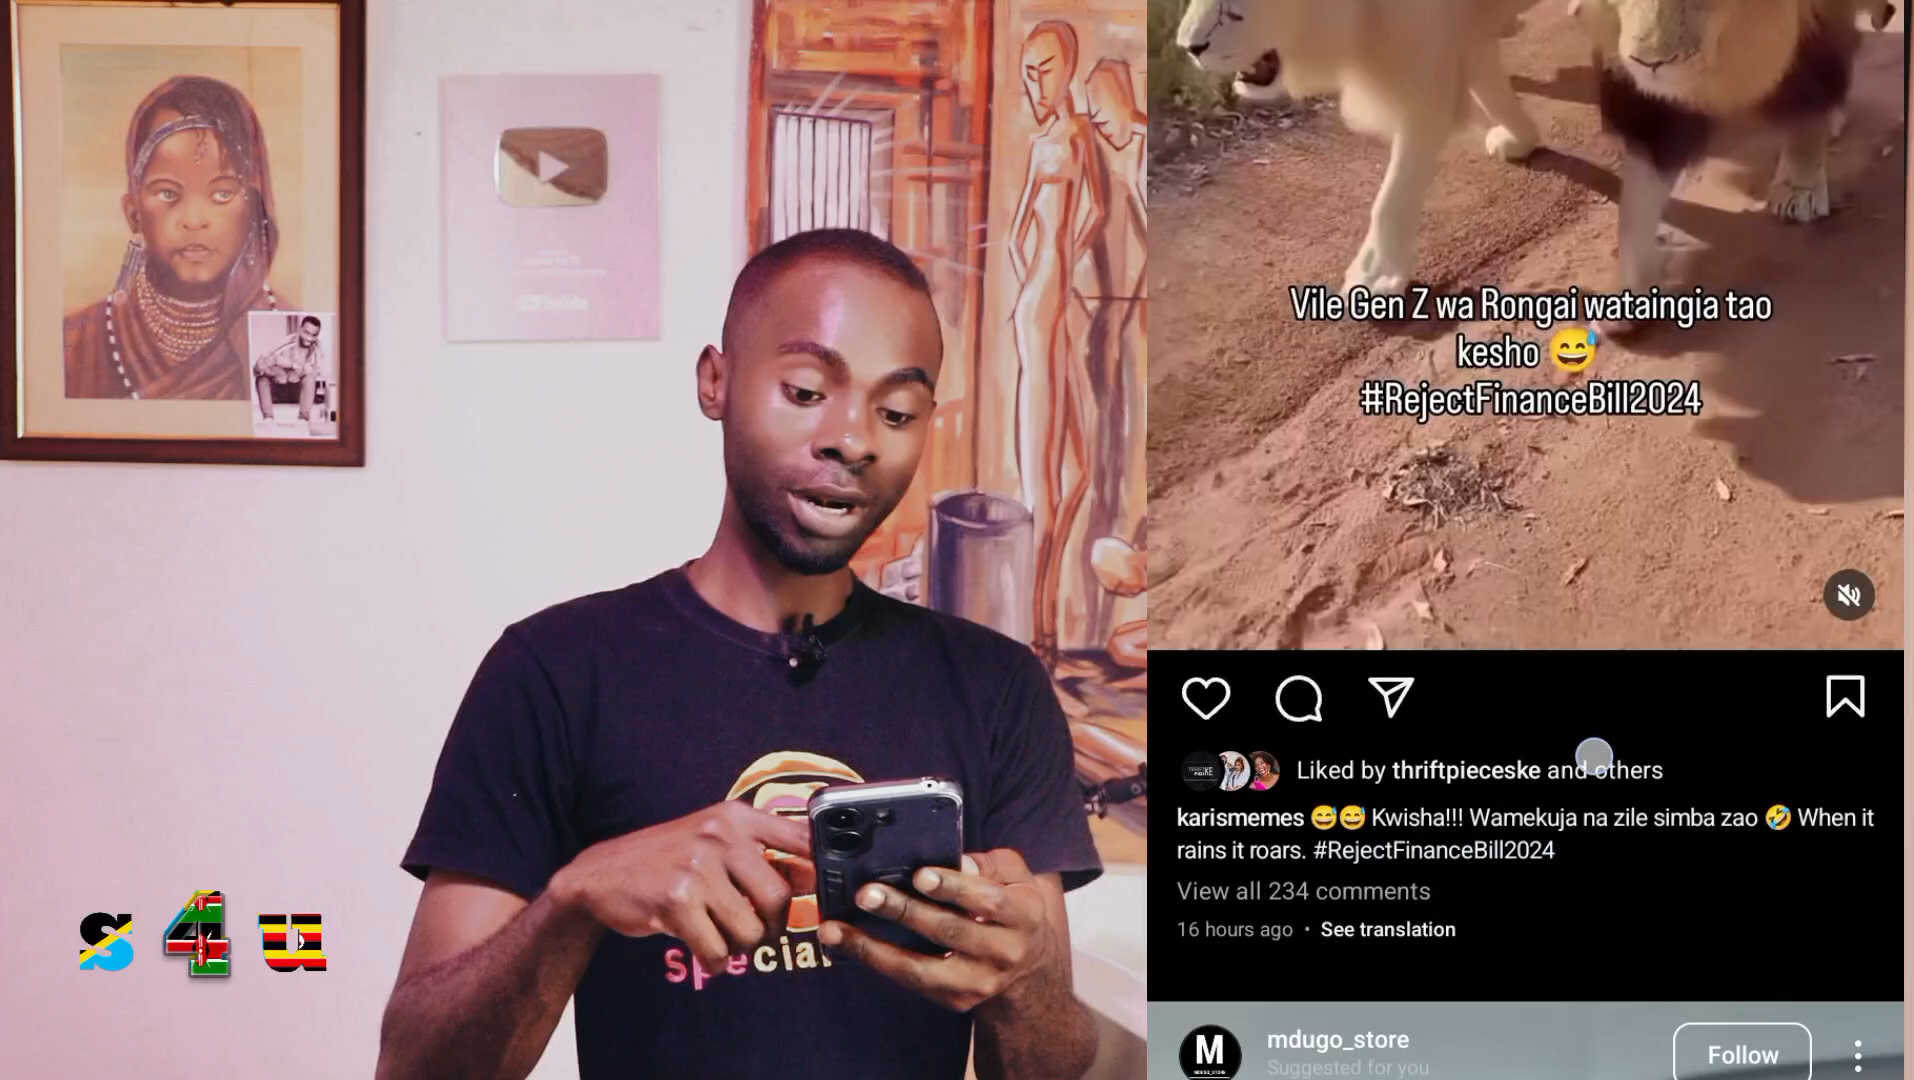 Vile Gen Z wa Rongai wataingia tao
kesho 😅
#RejectFinanceBill2024
Liked by thriftpieceske and others
karismemes 😅😅 Kwisha!!! Wamekuja na zile simba zao 🤣 When it
rains it roars. #RejectFinanceBill2024
View all 234 comments
16 hours ago • See translation
M
mdugo_store
Suggested for you
Follow
Special
s4u